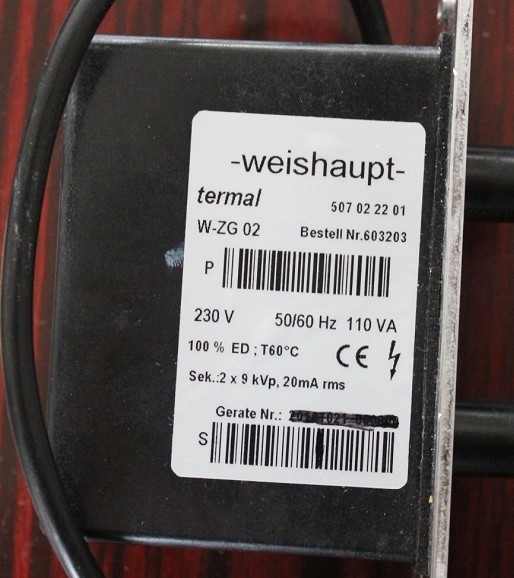 -weishaupt-
termal 507 02 22 01
W-ZG 02 Bestell Nr.603203
P
230 V 50/60 Hz 110 VA
100 % ED ; T60°C CE
Sek.:2 x 9 kVp, 20mA rms
Gerate Nr.:
S